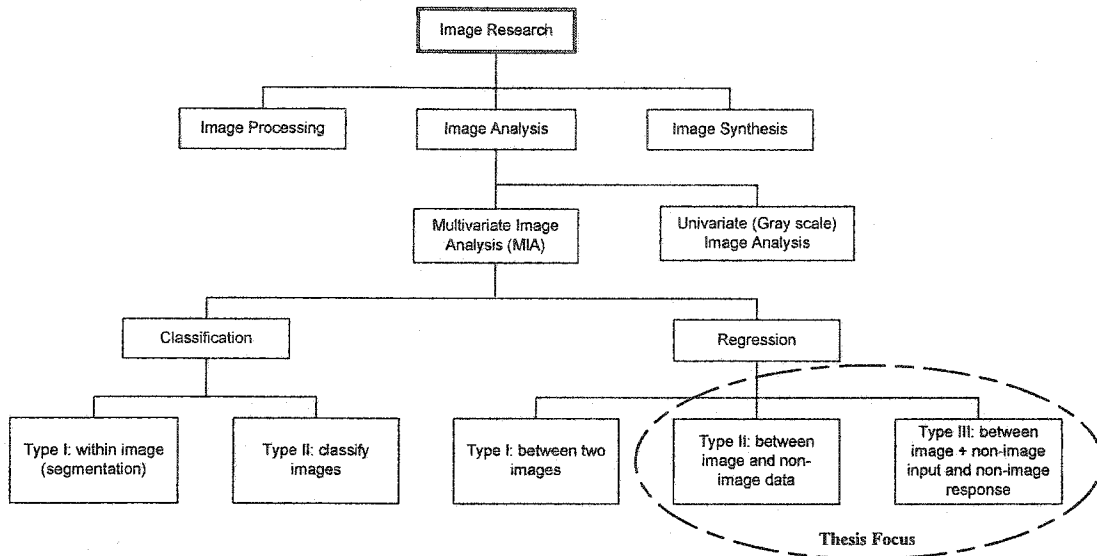 Image Research
Image Processing
Image Analysis
Image Synthesis
Multivariate Image
Analysis (MIA)
Univariate (Gray scale)
Image Analysis
Classification
Regression
Type I: within image
(segmentation)
Type II: classify
images
Type I: between two
images
Type II: between
image and non-
image data
Type III: between
image + non-image
input and non-image
response
Thesis Focus